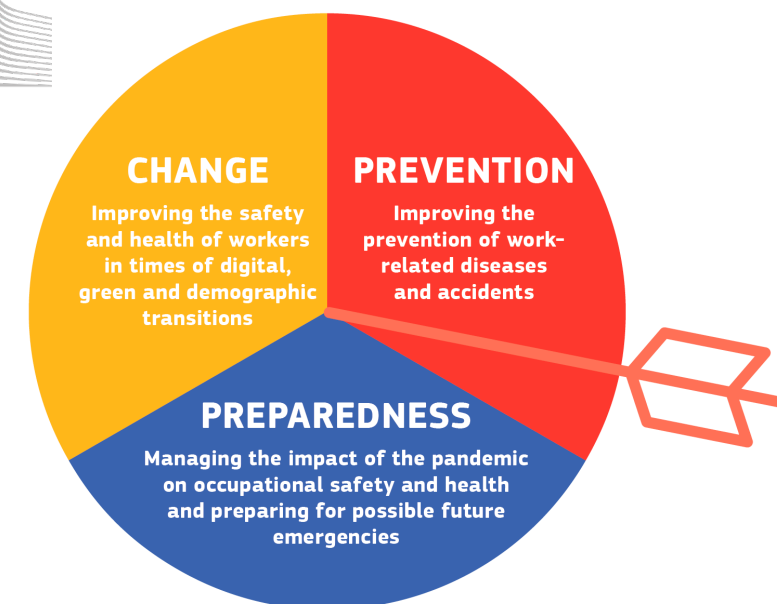 CHANGE
Improving the safety
and health of workers
in times of digital,
green and demographic
transitions
PREVENTION
Improving the
prevention of work-
related diseases
and accidents
PREPAREDNESS
Managing the impact of the pandemic
on occupational safety and health
and preparing for possible future
emergencies